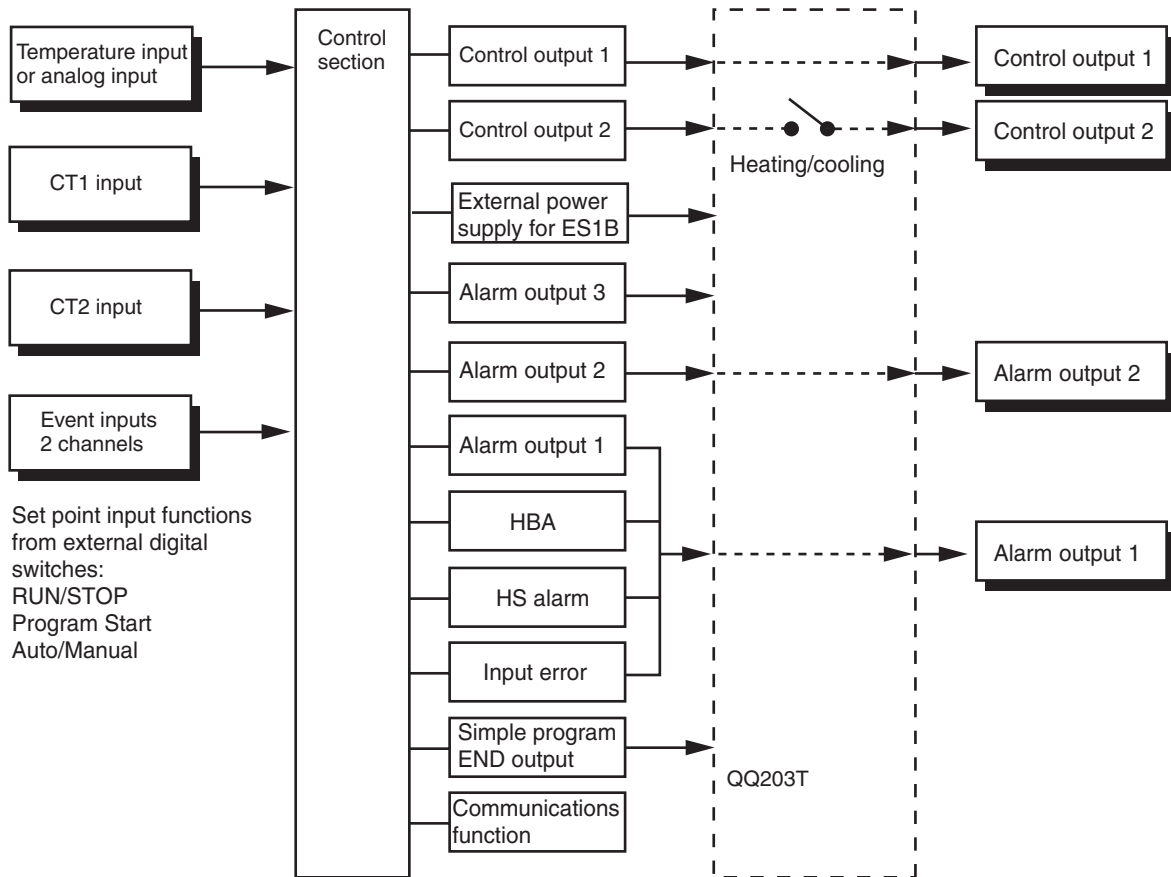 Temperature input
or analog input
CT1 input
CT2 input
Event inputs
2 channels
Set point input functions
from external digital
switches:
RUN/STOP
Program Start
Auto/Manual
Control
section
Control output 1
Control output 2
External power
supply for ES1B
Alarm output 3
Alarm output 2
Alarm output 1
HBA
HS alarm
Input error
Simple program
END output
Communications
function
Heating/cooling
QQ203T
Control output 1
Control output 2
Alarm output 2
Alarm output 1